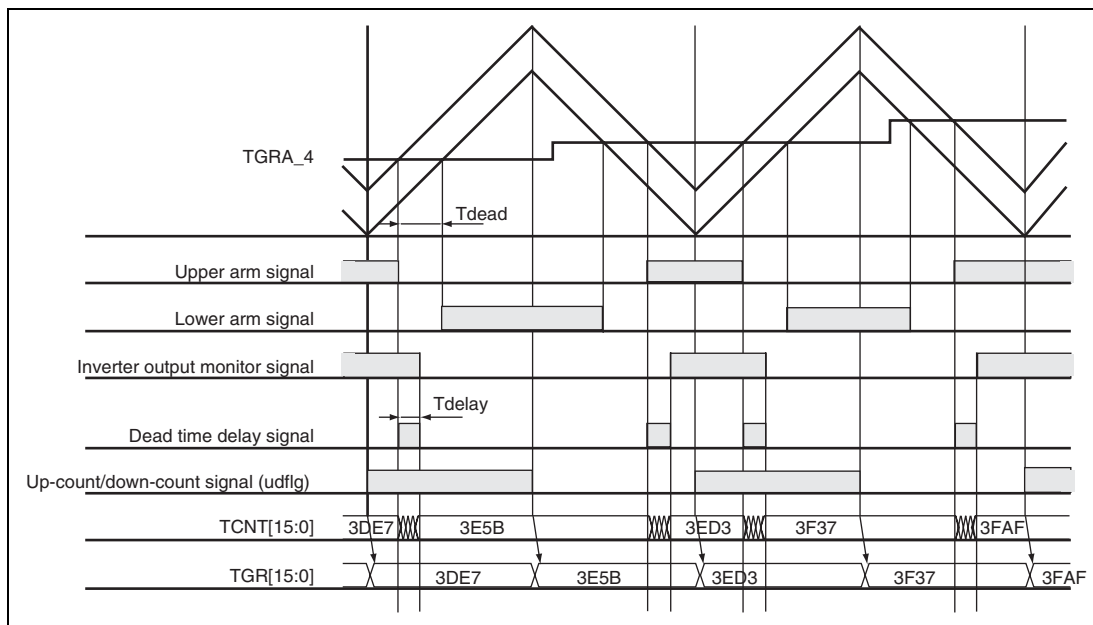 TGRA_4
Tdead
Upper arm signal
Lower arm signal
Inverter output monitor signal
Tdelay
Dead time delay signal
Up-count/down-count signal (udflg)
TCNT[15:0] 3DE7 3E5B 3ED3 3F37 3FAF
TGR[15:0] 3DE7 3E5B 3ED3 3F37 3FAF